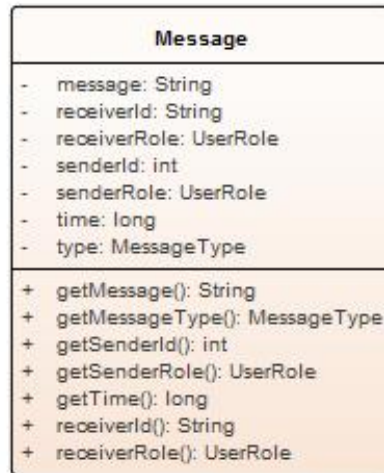 Message
- message: String
- receiverId: String
- receiverRole: UserRole
- senderId: int
- senderRole: UserRole
- time: long
- type: MessageType
+ getMessage(): String
+ getMessageType(): MessageType
+ getSenderId(): int
+ getSenderRole(): UserRole
+ getTime(): long
+ receiverId(): String
+ receiverRole(): UserRole